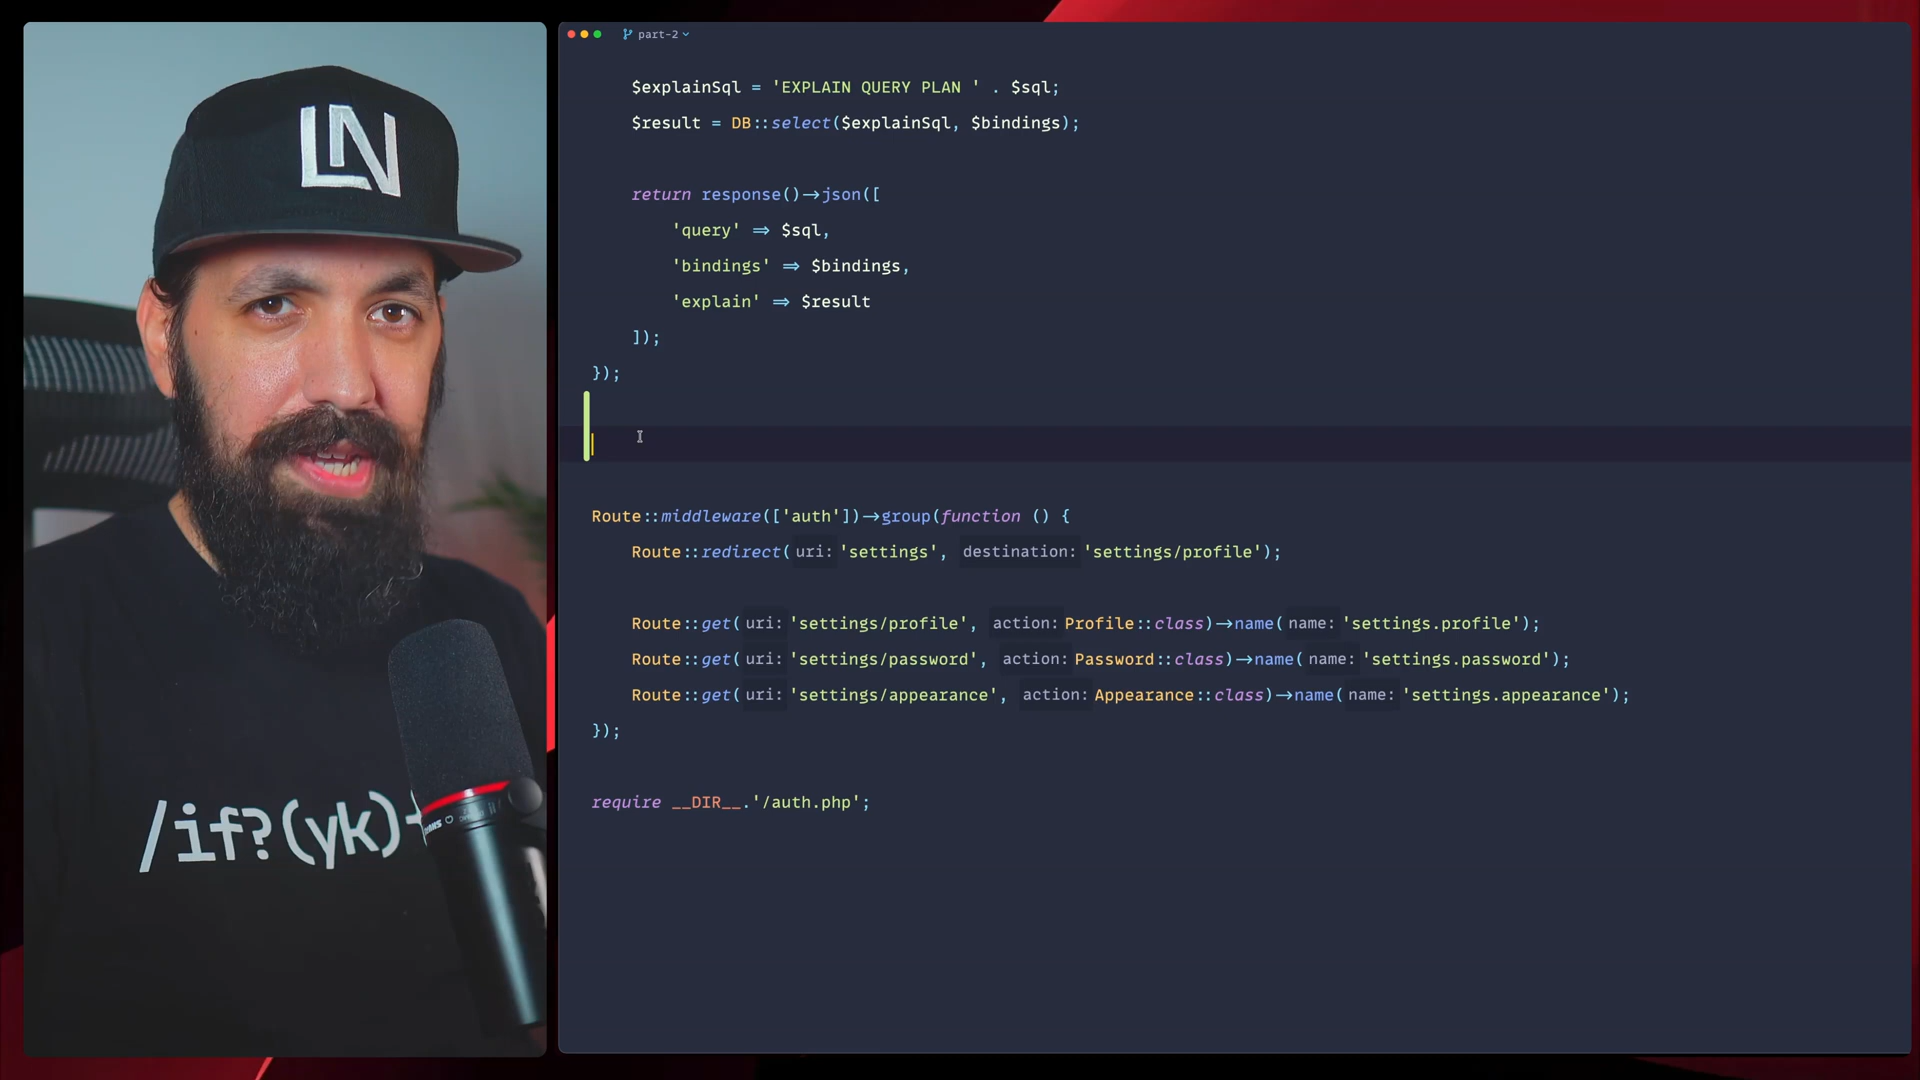 LN
/if?(yk)
part-2
$explainSql = 'EXPLAIN QUERY PLAN ' . $sql;
$result = DB::select($explainSql, $bindings);
return response()->json([
'query' => $sql,
'bindings' => $bindings,
'explain' => $result
]);
});
Route::middleware(['auth'])->group(function () {
Route::redirect( uri: 'settings', destination: 'settings/profile');
Route::get( uri: 'settings/profile', action: Profile::class)->name( name: 'settings.profile');
Route::get( uri: 'settings/password', action: Password::class)->name( name: 'settings.password');
Route::get( uri: 'settings/appearance', action: Appearance::class)->name( name: 'settings.appearance');
});
require __DIR__.'/auth.php';